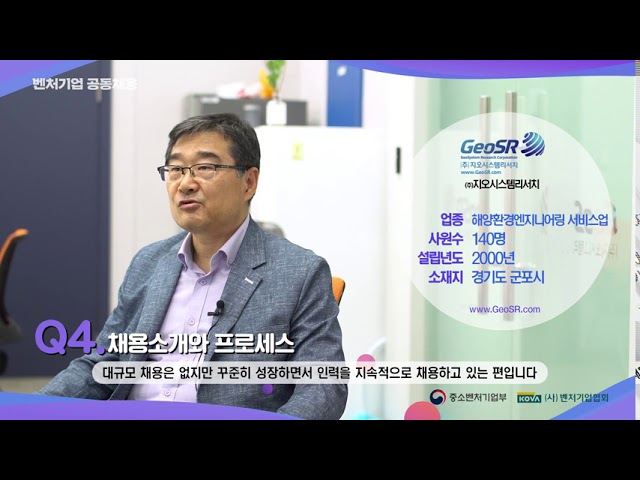 벤처기업 공동채용
GeoSR
GeoSystem Research Corporation
(주)지오시스템리서치
www.GeoSR.com
(주)지오시스템리서치
업종 해양환경엔지니어링 서비스업
사원수 140명
설립년도 2000년
소재지 경기도 군포시
www.GeoSR.com
Q4. 채용소개와 프로세스
대규모 채용은 없지만 꾸준히 성장하면서 인력을 지속적으로 채용하고 있는 편입니다
중소벤처기업부
KOVA (사)벤처기업협회